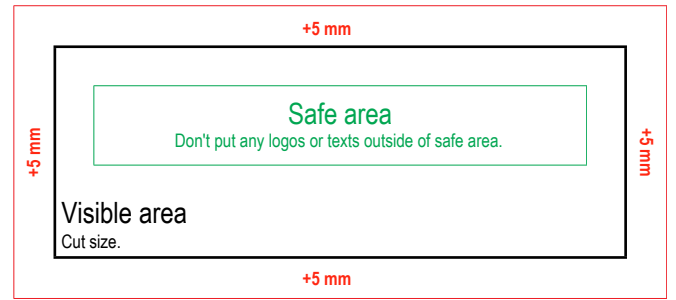 +5 mm
Safe area
Don't put any logos or texts outside of safe area.
+5 mm
+5 mm
Visible area
Cut size.
+5 mm